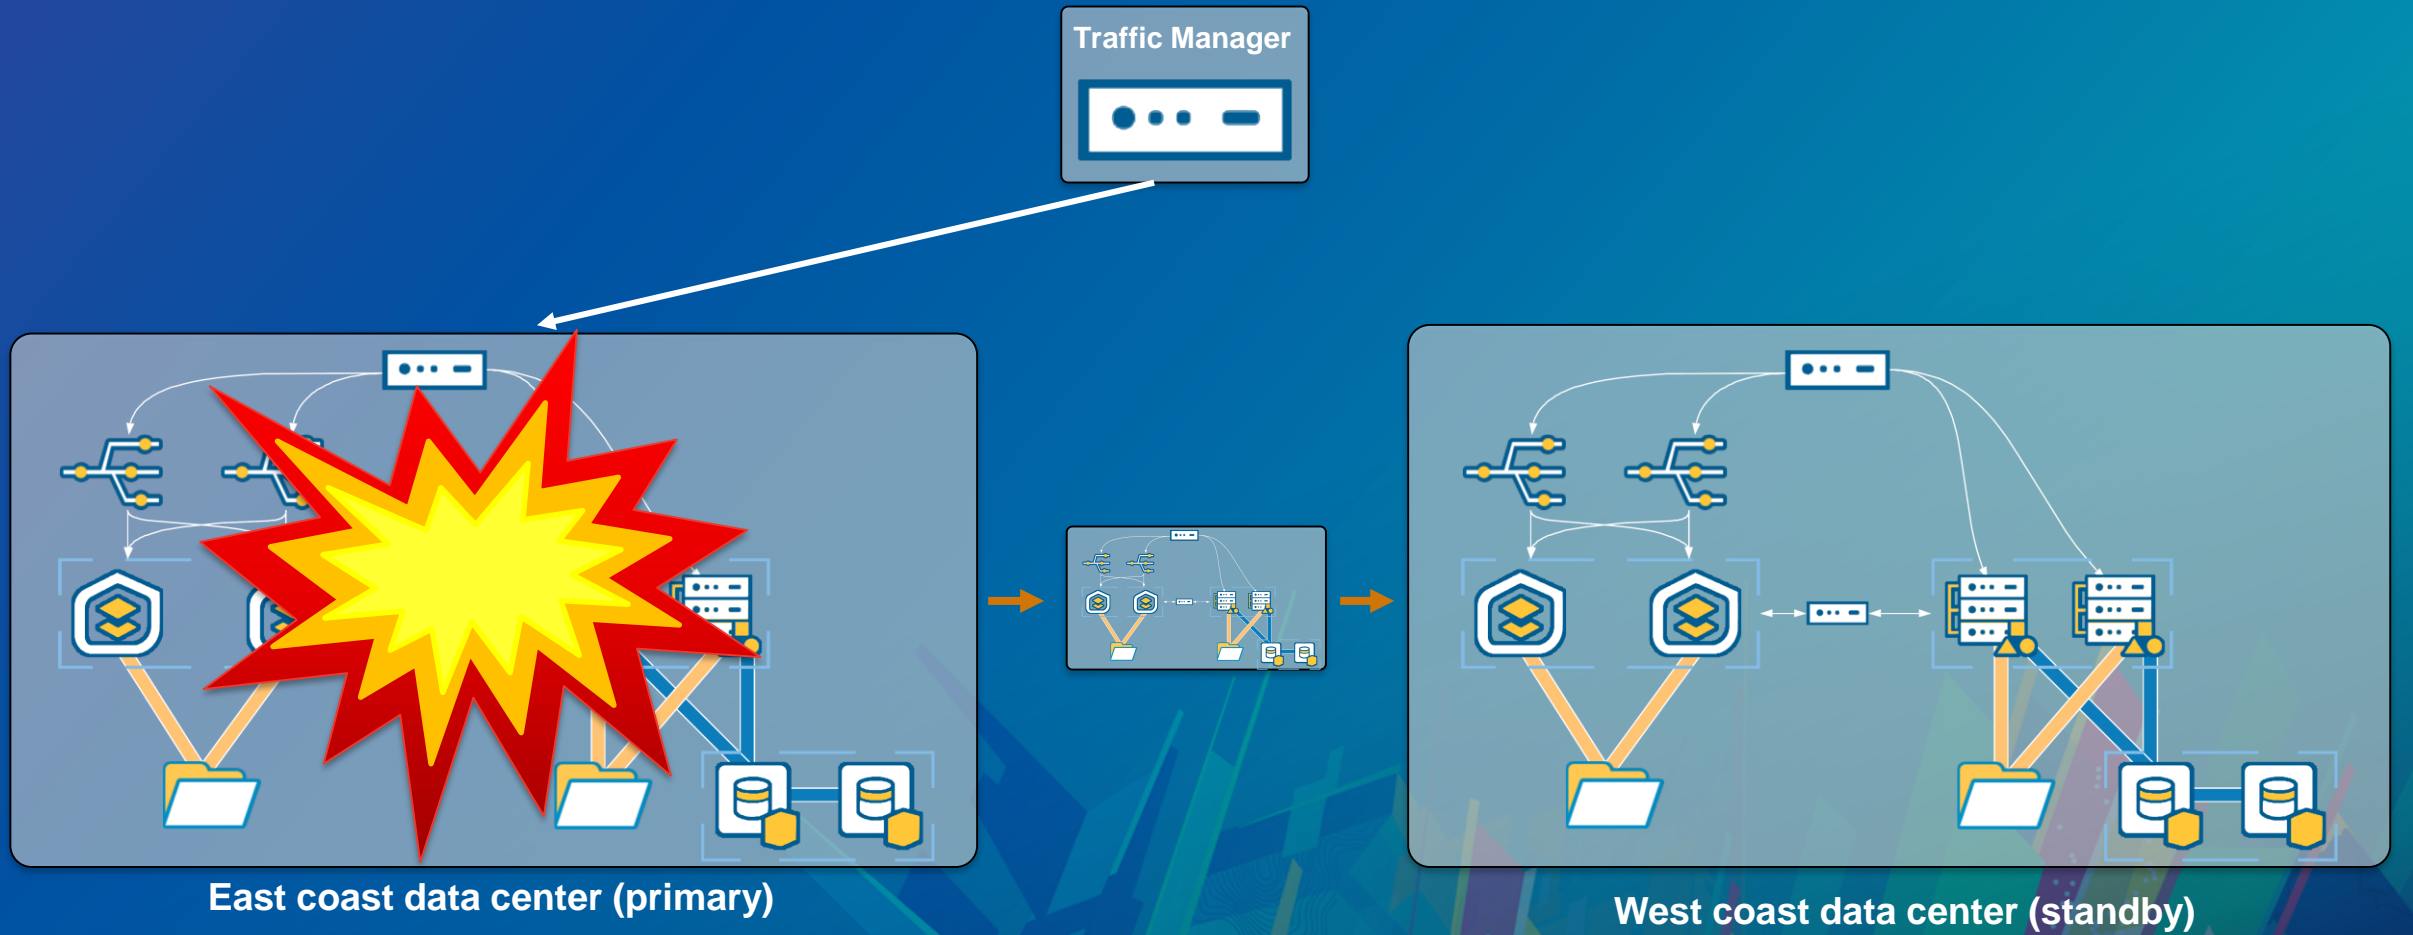 Traffic Manager
East coast data center (primary)
West coast data center (standby)